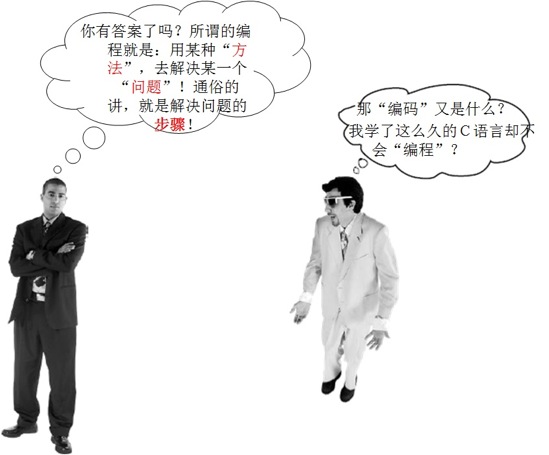 你有答案了吗？所谓的编
程就是：用某种“方
法”，去解决某一个
“问题”！通俗的
讲，就是解决问题的
步骤！
那“编码”又是什么？
我学了这么久的C语言却不
会“编程”？